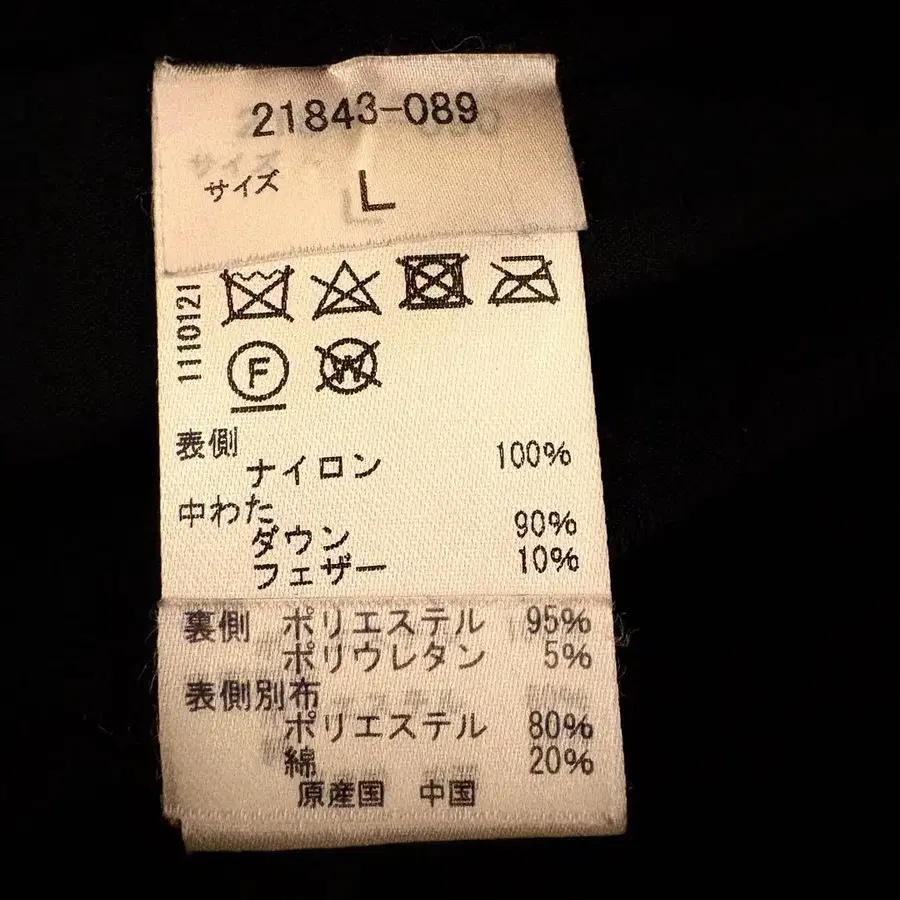 21843-089
サイズ L
1110121
F W
表側
ナイロン 100%
中わた
ダウン 90%
フェザー 10%
裏側 ポリエステル 95%
ポリウレタン 5%
表側別布
ポリエステル 80%
綿 20%
原産国 中国